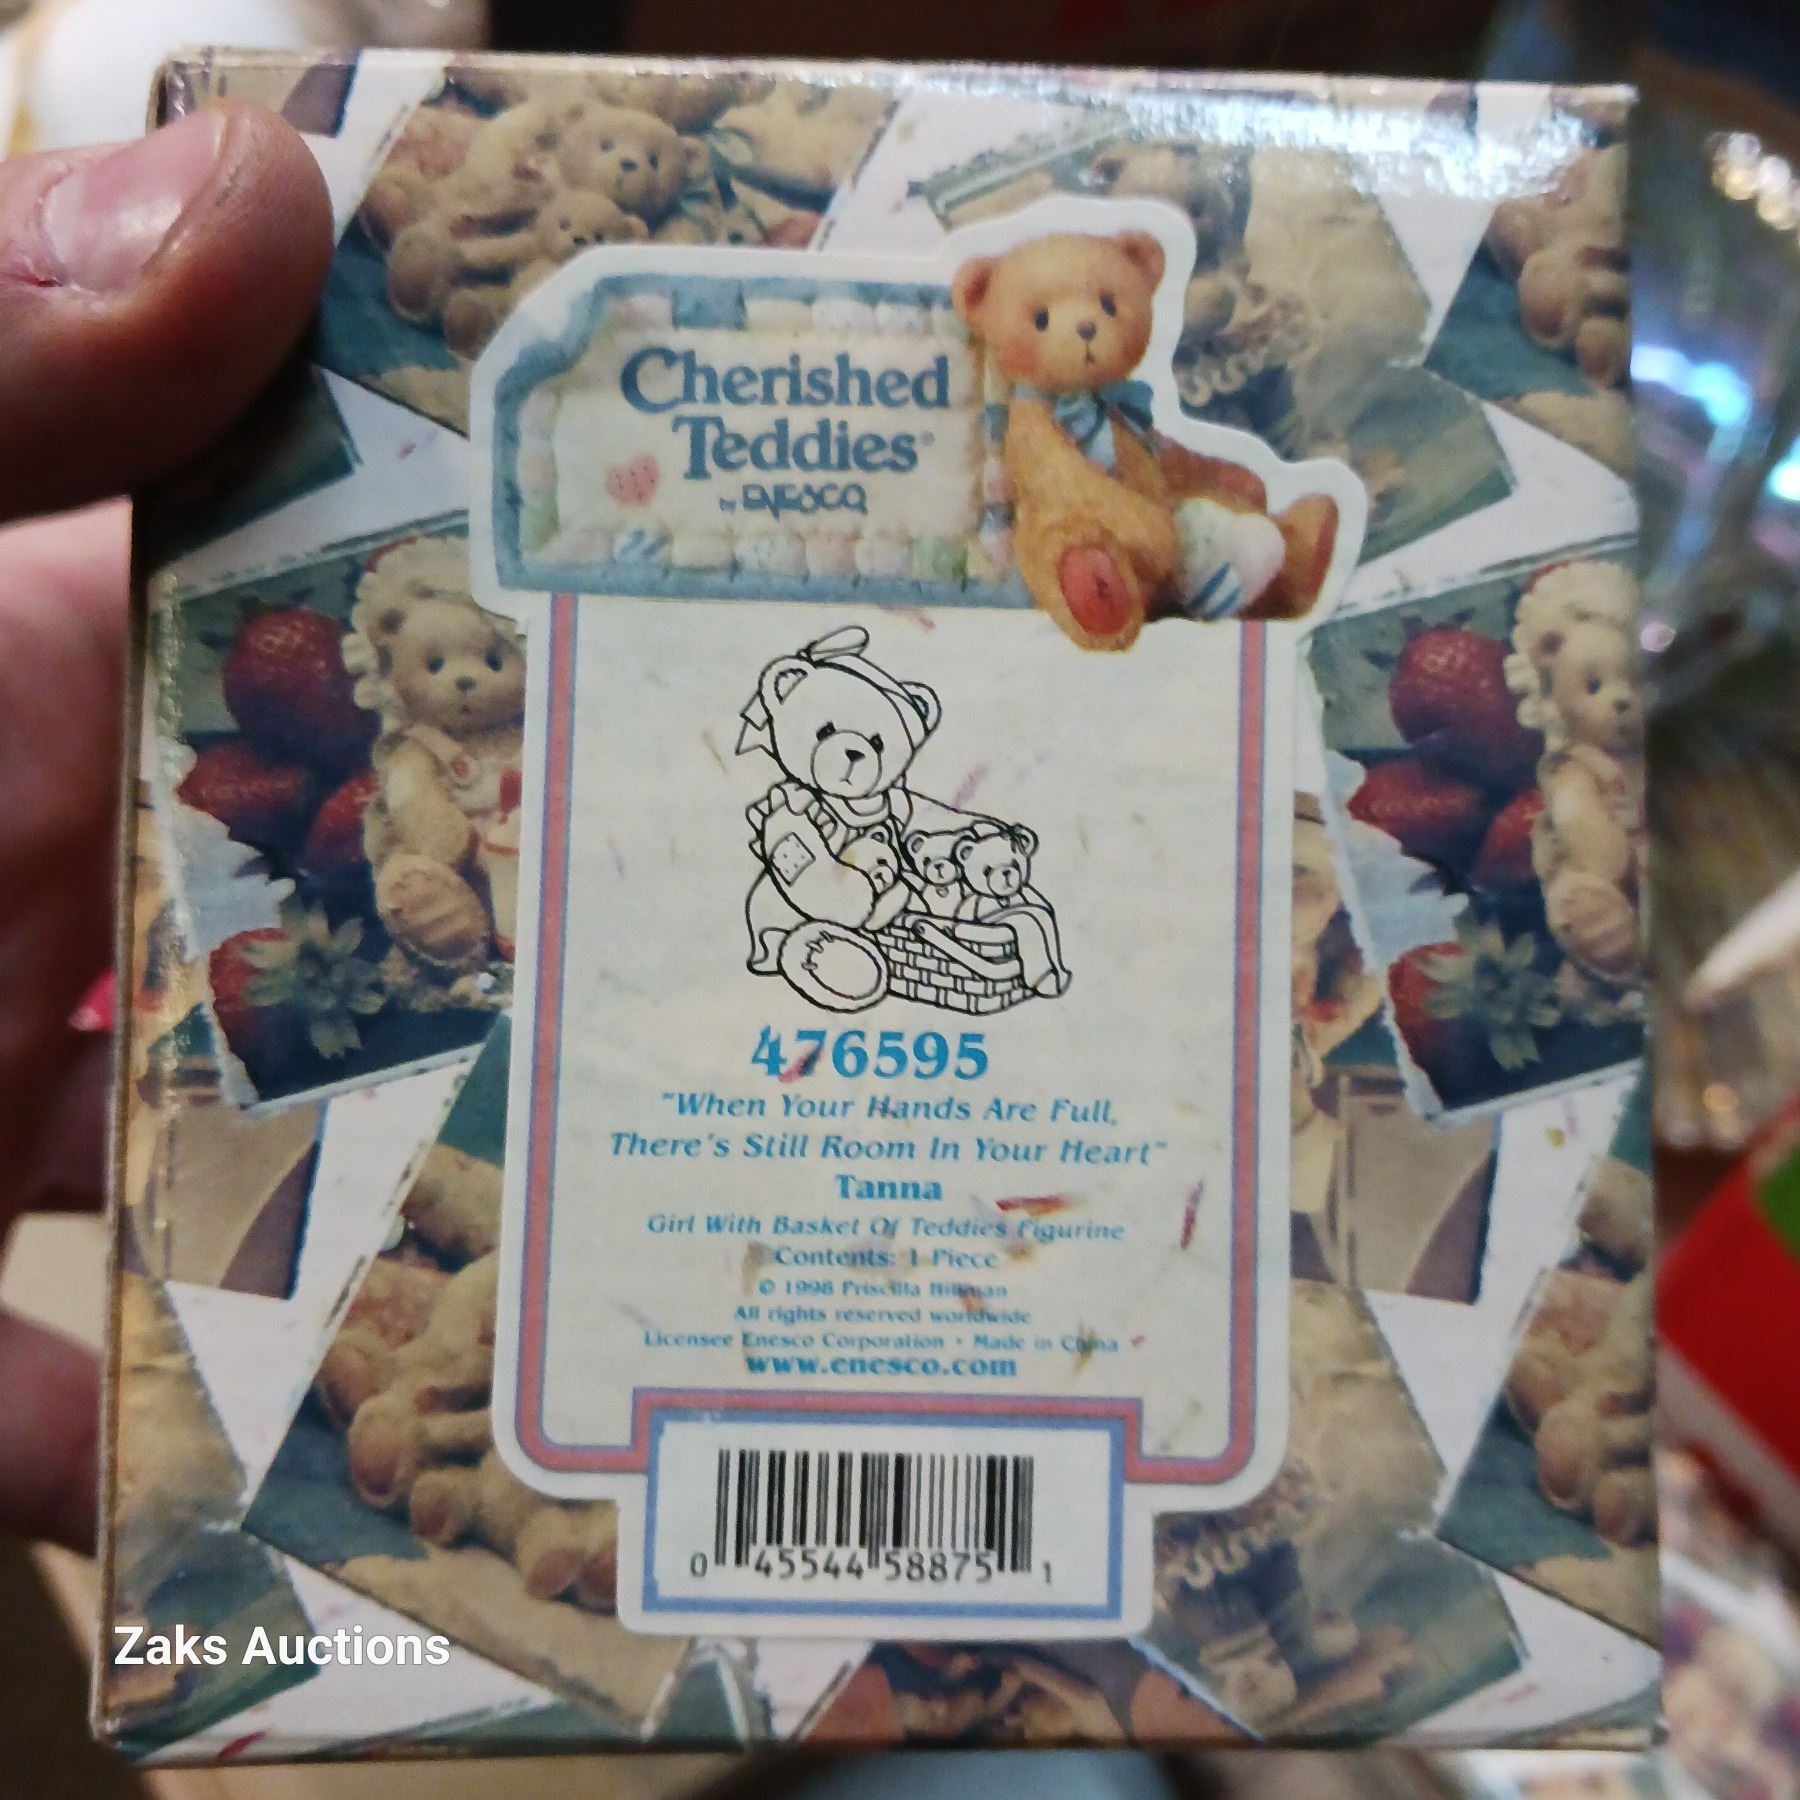 Cherished
Teddies®
by ENESCO
476595
"When Your Hands Are Full,
There's Still Room In Your Heart"
Tanna
Girl With Basket Of Teddies Figurine
Contents: 1 Piece
© 1998 Priscilla Hillman
All rights reserved worldwide
Licensee Enesco Corporation • Made in China
www.enesco.com
0 45544 58875 1
Zaks Auctions